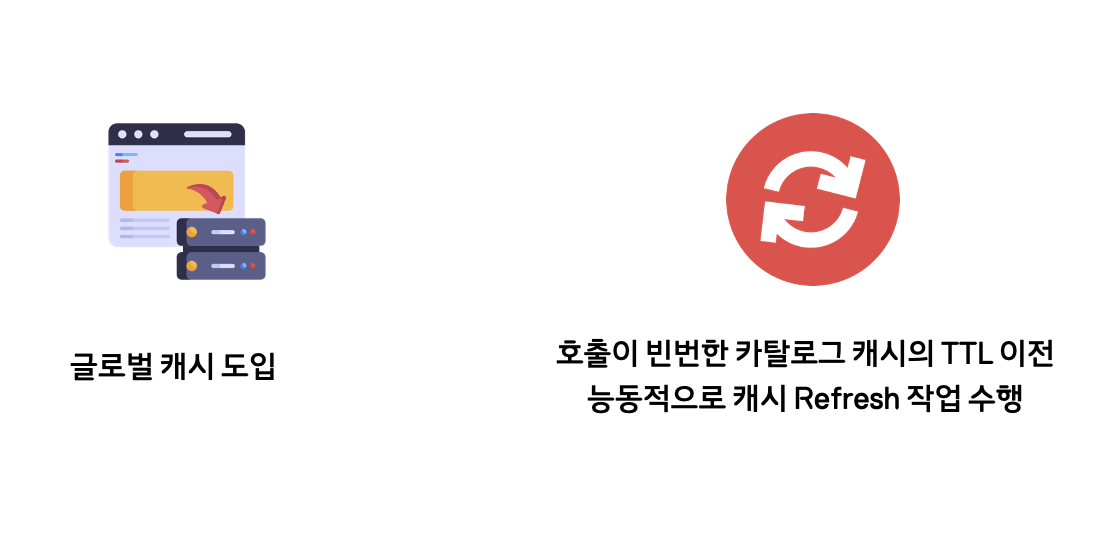 글로벌 캐시 도입
호출이 빈번한 카탈로그 캐시의 TTL 이전
능동적으로 캐시 Refresh 작업 수행